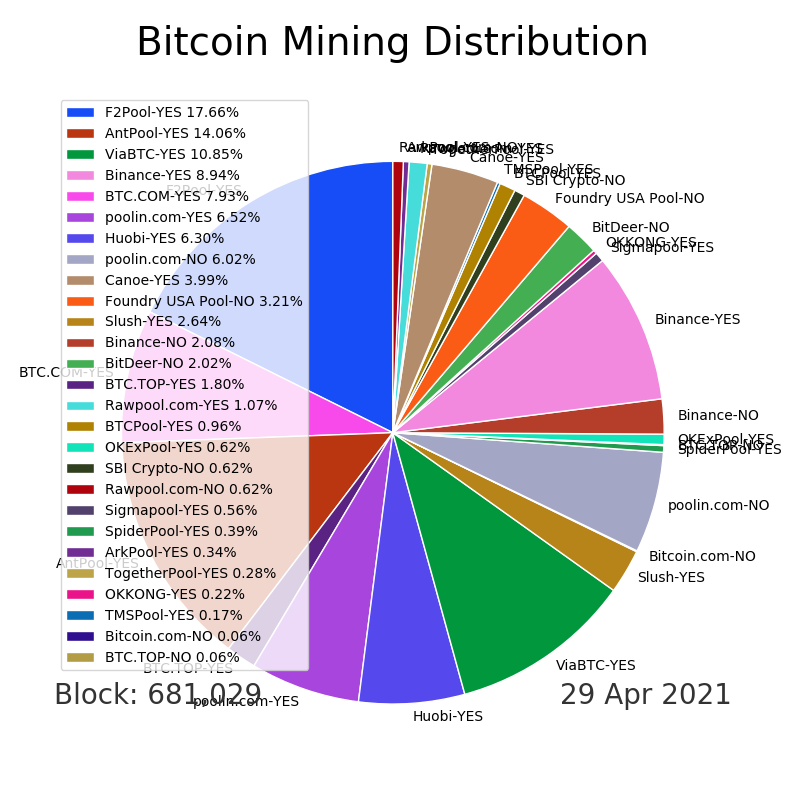 Bitcoin Mining Distribution
F2Pool-YES 17.66%
AntPool-YES 14.06%
ViaBTC-YES 10.85%
Binance-YES 8.94%
BTC.COM-YES 7.93%
poolin.com-YES 6.52%
Huobi-YES 6.30%
poolin.com-NO 6.02%
Canoe-YES 3.99%
Foundry USA Pool-NO 3.21%
Slush-YES 2.64%
Binance-NO 2.08%
BitDeer-NO 2.02%
BTC.TOP-YES 1.80%
Rawpool.com-YES 1.07%
BTCPool-YES 0.96%
OKExPool-YES 0.62%
SBI Crypto-NO 0.62%
Rawpool.com-NO 0.62%
Sigmapool-YES 0.56%
SpiderPool-YES 0.39%
ArkPool-YES 0.34%
TogetherPool-YES 0.28%
OKKONG-YES 0.22%
TMSPool-YES 0.17%
Bitcoin.com-NO 0.06%
BTC.TOP-NO 0.06%
Canoe-YES
TMSPool-YES
BTCPool-YES
SBI Crypto-NO
Foundry USA Pool-NO
BitDeer-NO
OKKONG-YES
Sigmapool-YES
Binance-YES
Binance-NO
OKExPool-YES
BTC.TOP-NO
SpiderPool-YES
poolin.com-NO
Bitcoin.com-NO
Slush-YES
ViaBTC-YES
Huobi-YES
poolin.com-YES
BTC.TOP-YES
AntPool-YES
BTC.COM-YES
F2Pool-YES
Block: 681,029
29 Apr 2021